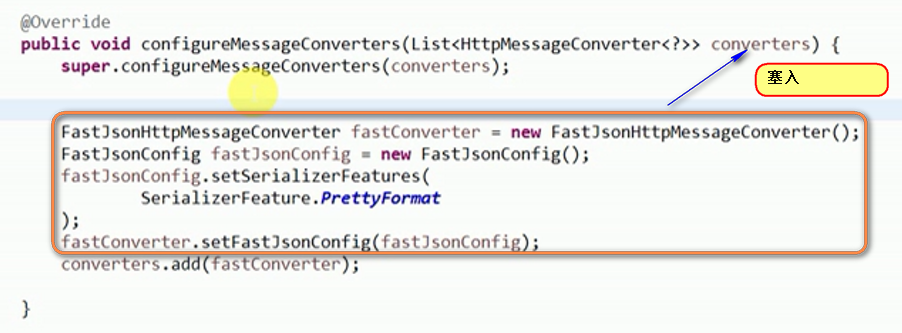 @Override
public void configureMessageConverters(List<HttpMessageConverter<?>> converters) {
super.configureMessageConverters(converters);
塞入
FastJsonHttpMessageConverter fastConverter = new FastJsonHttpMessageConverter();
FastJsonConfig fastJsonConfig = new FastJsonConfig();
fastJsonConfig.setSerializerFeatures(
SerializerFeature.PrettyFormat
);
fastConverter.setFastJsonConfig(fastJsonConfig);
converters.add(fastConverter);
}